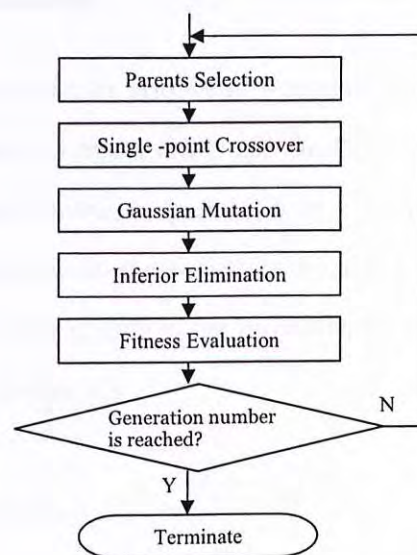 Parents Selection
Single -point Crossover
Gaussian Mutation
Inferior Elimination
Fitness Evaluation
Generation number
is reached?
N
Y
Terminate